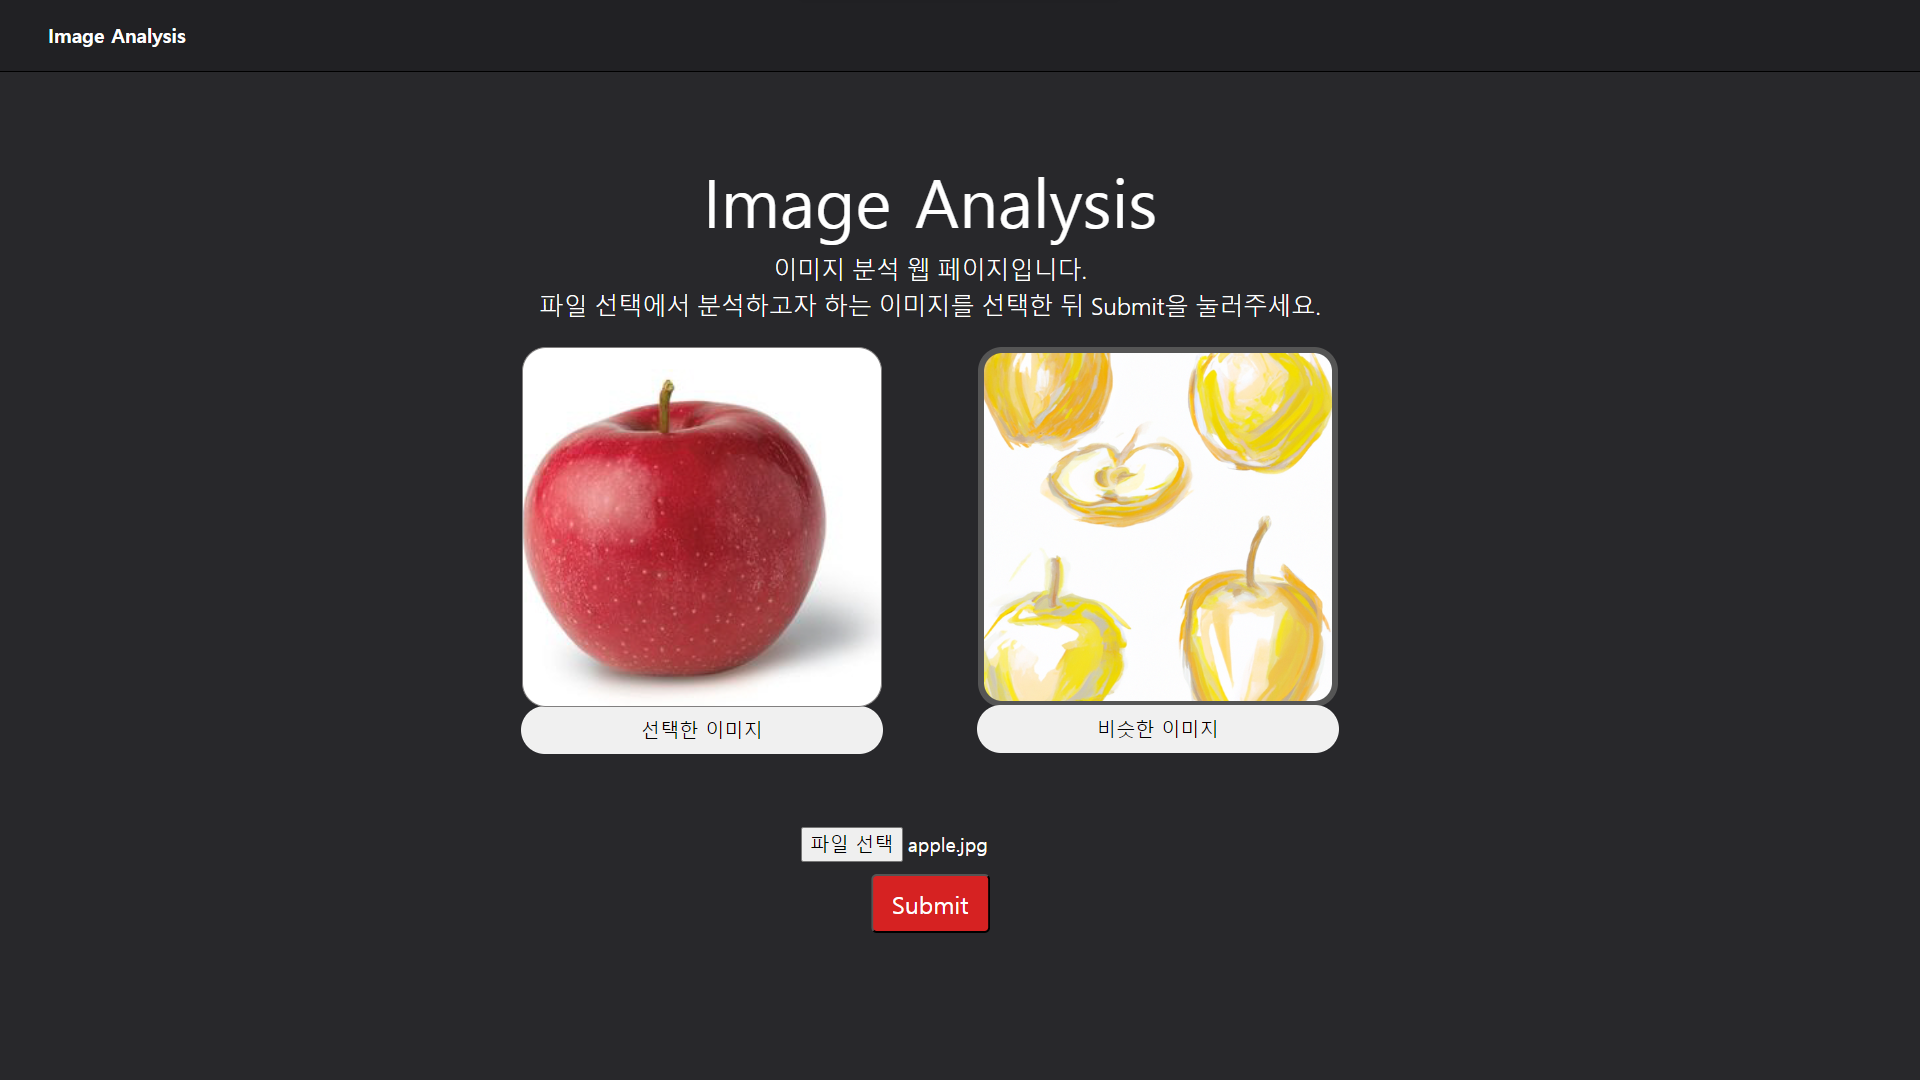 Image Analysis
Image Analysis
이미지 분석 웹 페이지입니다.
파일 선택에서 분석하고자 하는 이미지를 선택한 뒤 Submit을 눌러주세요.
선택한 이미지
비슷한 이미지
파일 선택 apple.jpg
Submit